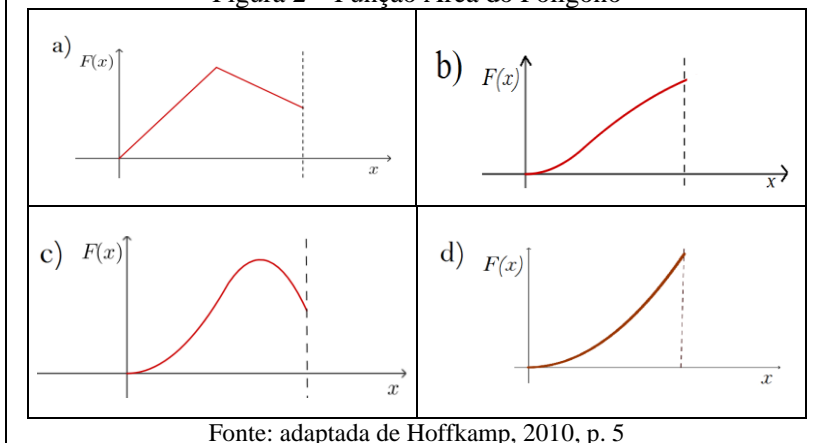 Figura 2 – Função Área do Polígono
a)
F(x)
x
b)
F(x)
x
c)
F(x)
x
d)
F(x)
x
Fonte: adaptada de Hoffkamp, 2010, p. 5